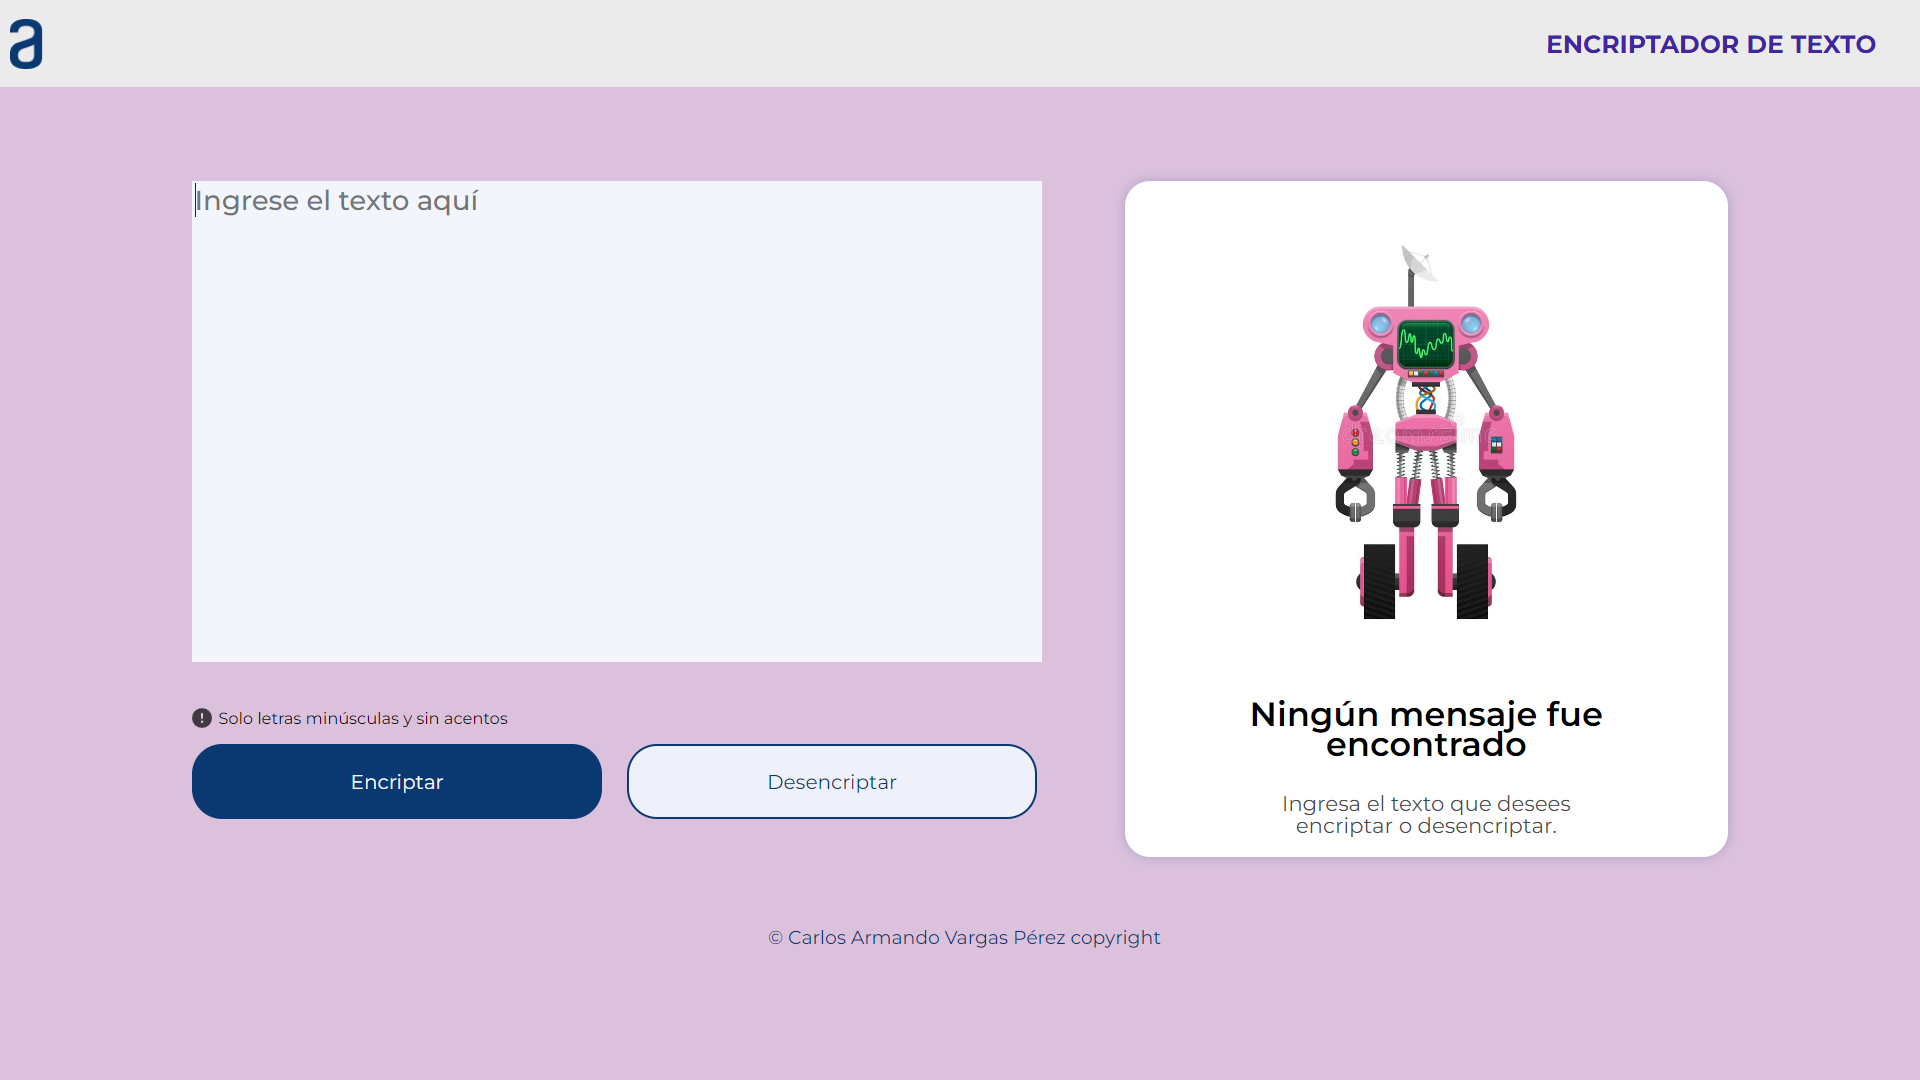 a
ENCRIPTADOR DE TEXTO
Ingrese el texto aquí
Solo letras minúsculas y sin acentos
Encriptar
Desencriptar
Ningún mensaje fue
encontrado
Ingresa el texto que desees
encriptar o desencriptar.
© Carlos Armando Vargas Pérez copyright